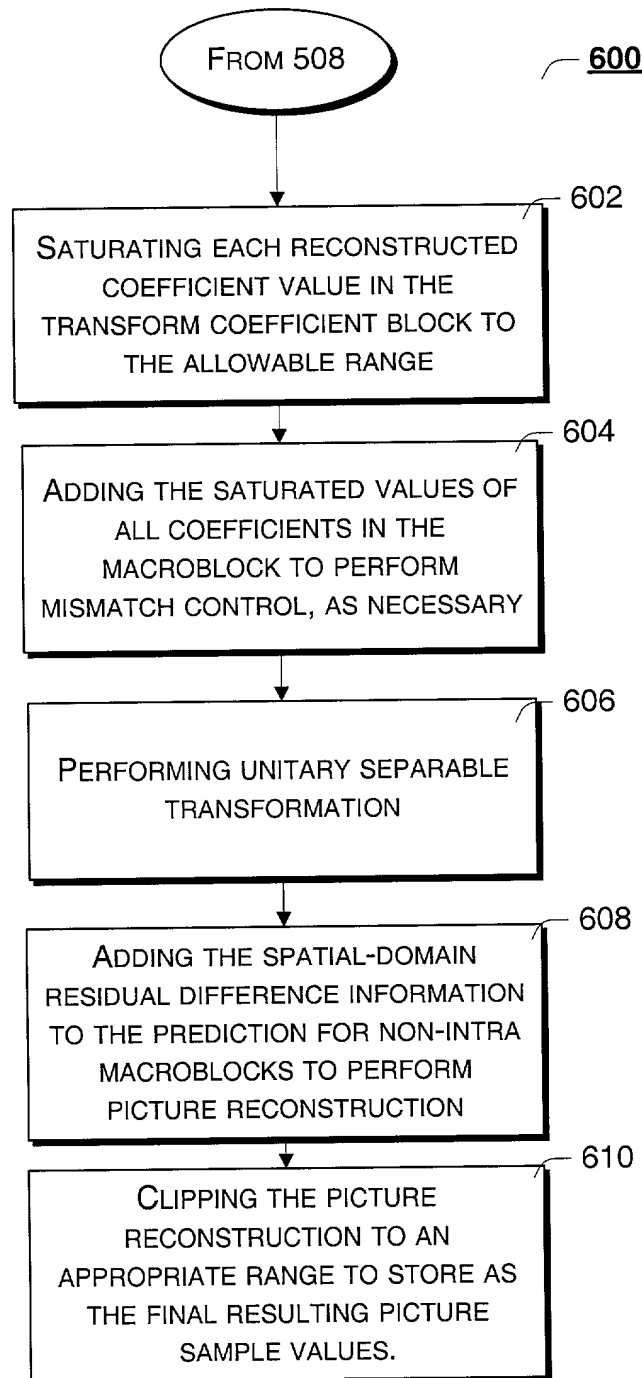 FROM 508
600
602
SATURATING EACH RECONSTRUCTED
COEFFICIENT VALUE IN THE
TRANSFORM COEFFICIENT BLOCK TO
THE ALLOWABLE RANGE
604
ADDING THE SATURATED VALUES OF
ALL COEFFICIENTS IN THE
MACROBLOCK TO PERFORM
MISMATCH CONTROL, AS NECESSARY
606
PERFORMING UNITARY SEPARABLE
TRANSFORMATION
608
ADDING THE SPATIAL-DOMAIN
RESIDUAL DIFFERENCE INFORMATION
TO THE PREDICTION FOR NON-INTRA
MACROBLOCKS TO PERFORM
PICTURE RECONSTRUCTION
610
CLIPPING THE PICTURE
RECONSTRUCTION TO AN
APPROPRIATE RANGE TO STORE AS
THE FINAL RESULTING PICTURE
SAMPLE VALUES.